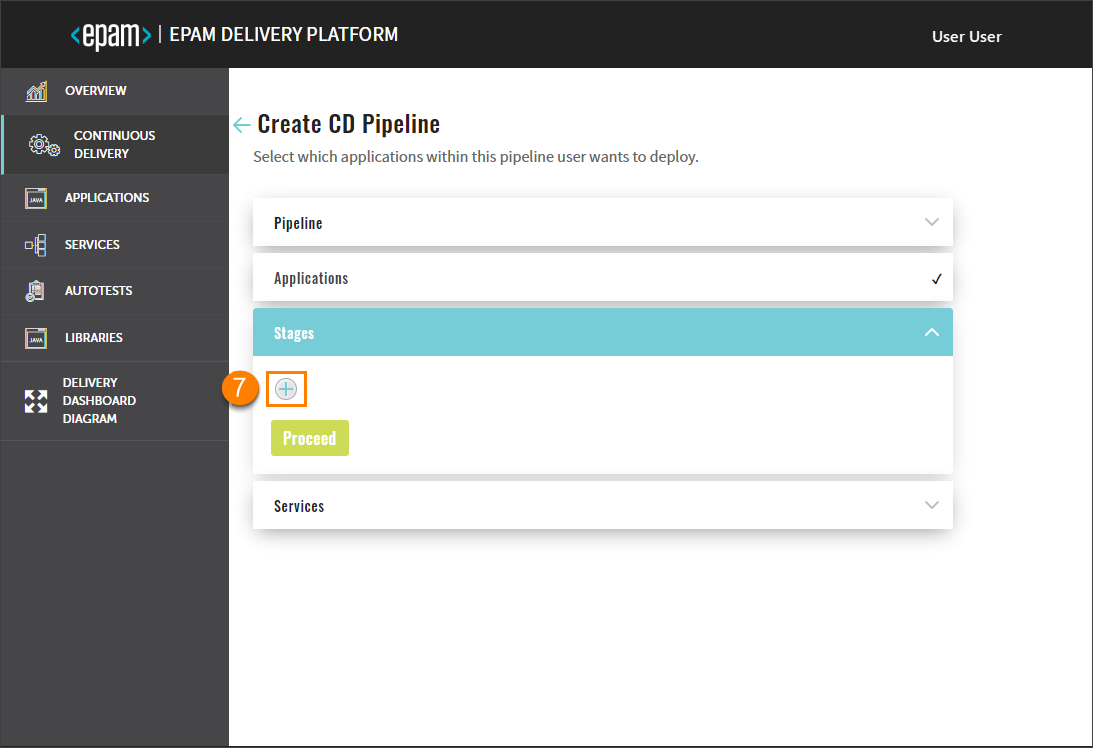 <epam> | EPAM DELIVERY PLATFORM
User User
OVERVIEW
CONTINUOUS
DELIVERY
JAVA
APPLICATIONS
SERVICES
AUTOTESTS
JAVA
LIBRARIES
DELIVERY
DASHBOARD
DIAGRAM
Create CD Pipeline
Select which applications within this pipeline user wants to deploy.
Pipeline
Applications
Stages
7
Proceed
Services